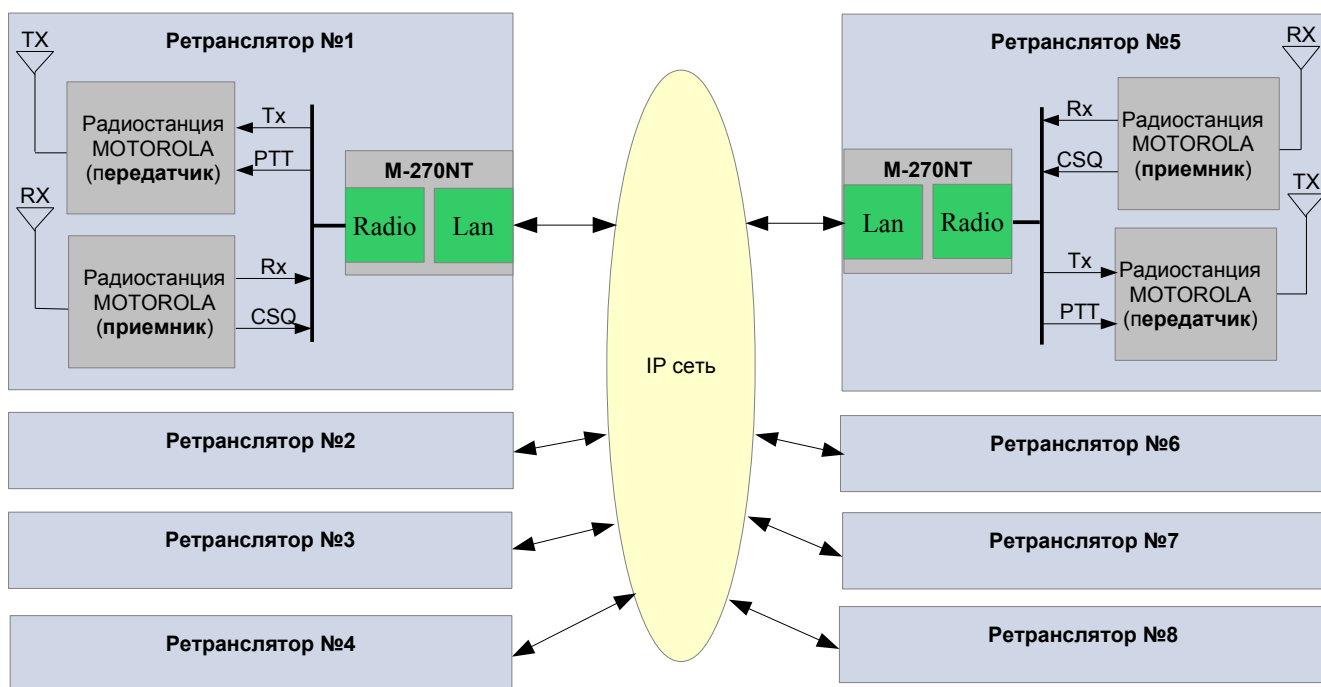 Ретранслятор №1
TX
Радиостанция
MOTOROLA
(передатчик)
Tx
PTT
RX
Радиостанция
MOTOROLA
(приемник)
Rx
CSQ
M-270NT
Radio
Lan
IP сеть
Ретранслятор №5
RX
Rx
CSQ
Радиостанция
MOTOROLA
(приемник)
TX
M-270NT
Lan
Radio
Tx
PTT
Радиостанция
MOTOROLA
(передатчик)
Ретранслятор №2
Ретранслятор №3
Ретранслятор №4
Ретранслятор №6
Ретранслятор №7
Ретранслятор №8